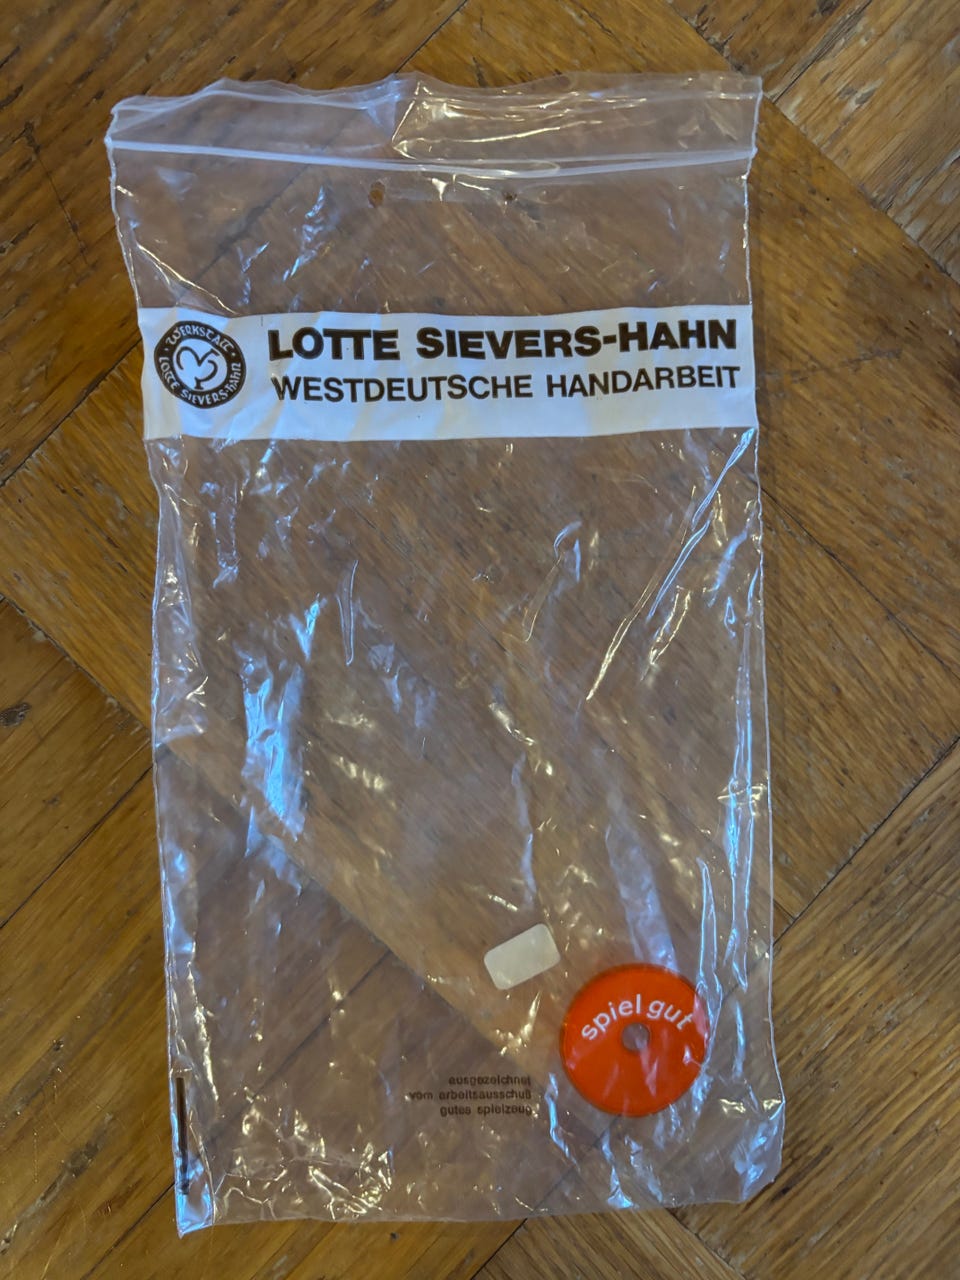 WERKSTATT
LOTTE SIEVERS-HAHN
LOTTE SIEVERS-HAHN
WESTDEUTSCHE HANDARBEIT
spiel gut
ausgezeichnet
vom arbeitsausschuß
gutes spielzeug